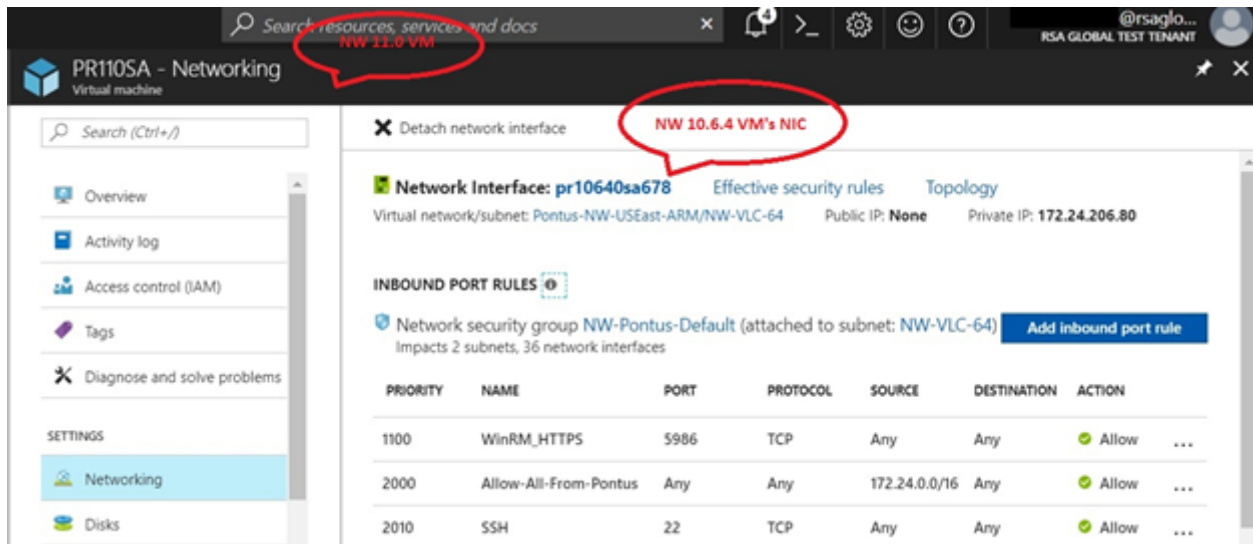 Search resources, services and docs
4
@rsaglo...
RSA GLOBAL TEST TENANT
NW 11.0 VM
PR110SA - Networking
Virtual machine
Search (Ctrl+/)
Detach network interface
NW 10.6.4 VM's NIC
Overview
Activity log
Access control (IAM)
Tags
Diagnose and solve problems
SETTINGS
Networking
Disks
Network Interface: pr10640sa678 Effective security rules Topology
Virtual network/subnet: Pontus-NW-USEast-ARM/NW-VLC-64 Public IP: None Private IP: 172.24.206.80
INBOUND PORT RULES
Network security group NW-Pontus-Default (attached to subnet: NW-VLC-64) Add inbound port rule
Impacts 2 subnets, 36 network interfaces
PRIORITY NAME PORT PROTOCOL SOURCE DESTINATION ACTION
1100 WinRM_HTTPS 5986 TCP Any Any Allow ...
2000 Allow-All-From-Pontus Any Any 172.24.0.0/16 Any Allow ...
2010 SSH 22 TCP Any Any Allow ...